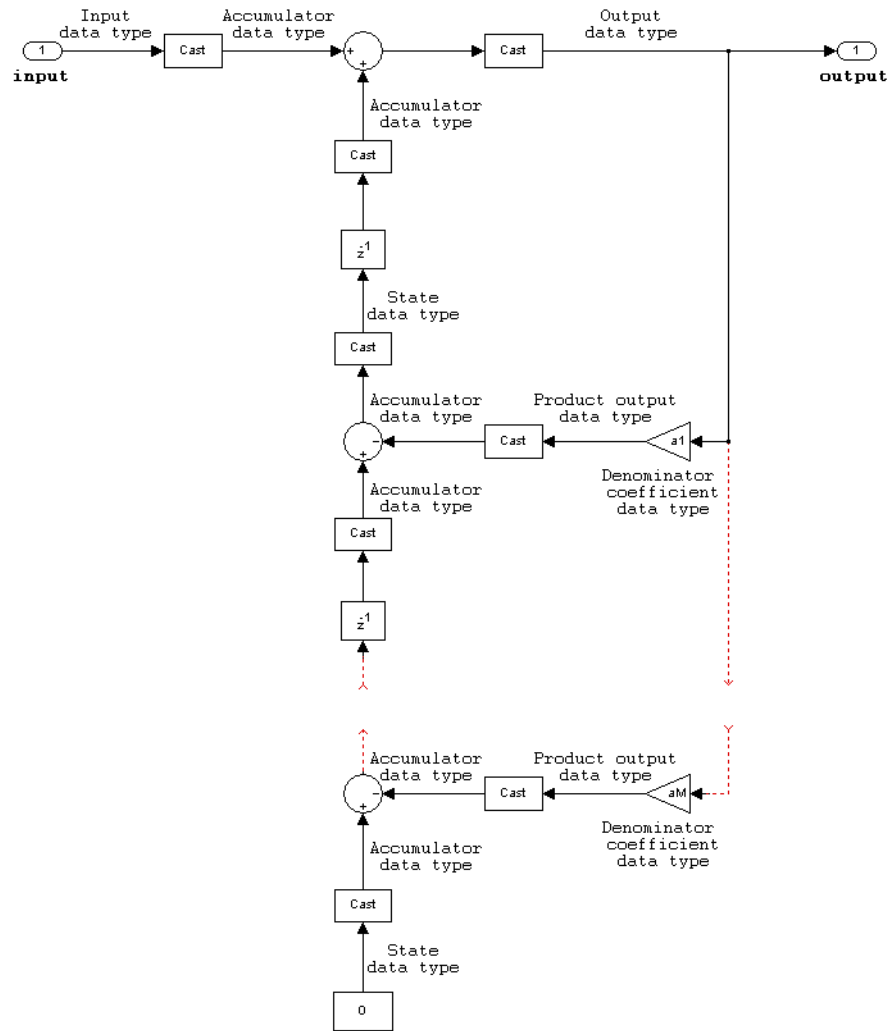 Input
data type
Accumulator
data type
Output
data type
1
Cast
+
+
Cast
1
input
output
Accumulator
data type
Cast
z-1
State
data type
Cast
Accumulator
data type
Product output
data type
-
+
Cast
a1
Accumulator
data type
Denominator
coefficient
data type
Cast
z-1
Accumulator
data type
Product output
data type
-
+
Cast
aM
Accumulator
data type
Denominator
coefficient
data type
Cast
State
data type
0